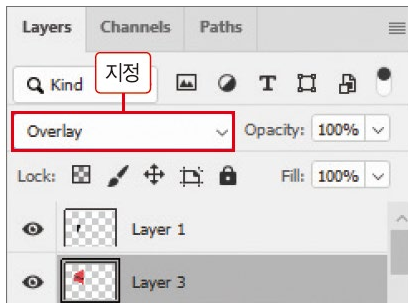 Layers Channels Paths
Kind
지정
T
Overlay Opacity: 100%
Lock: Fill: 100%
Layer 1
Layer 3